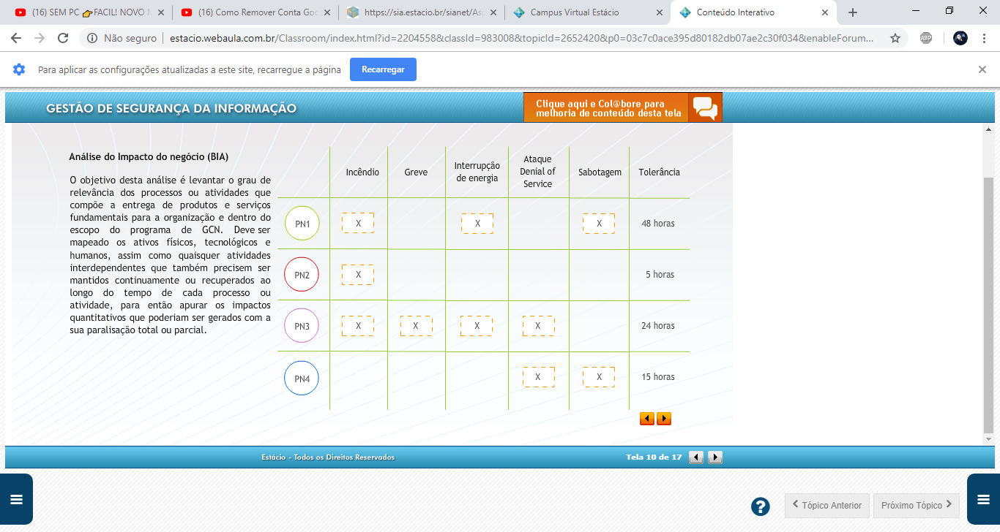 (16) SEM PC 👉FACIL! NOVO M
(16) Como Remover Conta Goo
https://sia.estacio.br/sianet/Asp
Campus Virtual Estácio
Conteúdo Interativo
Não seguro
estacio.webaula.com.br/Classroom/index.html?id=2204558&classId=983008&topicId=2652420&p0=03c7c0ace395d80182db07ae2c30f034&enableForum...
ABP
Para aplicar as configurações atualizadas a este site, recarregue a página
Recarregar
GESTÃO DE SEGURANÇA DA INFORMAÇÃO
Clique aqui e Col@bore para
melhoria de conteúdo desta tela
Análise do Impacto do negócio (BIA)
O objetivo desta análise é levantar o grau de
relevância dos processos ou atividades que
compõe a entrega de produtos e serviços
fundamentais para a organização e dentro do
escopo do programa de GCN. Deve ser
mapeado os ativos físicos, tecnológicos e
humanos, assim como quaisquer atividades
interdependentes que também precisem ser
mantidos continuamente ou recuperados ao
longo do tempo de cada processo ou
atividade, para então apurar os impactos
quantitativos que poderiam ser gerados com a
sua paralisação total ou parcial.
Incêndio
Greve
Interrupção
de energia
Ataque
Denial of
Service
Sabotagem
Tolerância
PN1 X X X 48 horas
PN2 X 5 horas
PN3 X X X X 24 horas
PN4 X X 15 horas
Estácio - Todos os Direitos Reservados
Tela 10 de 17
?
Tópico Anterior
Próximo Tópico